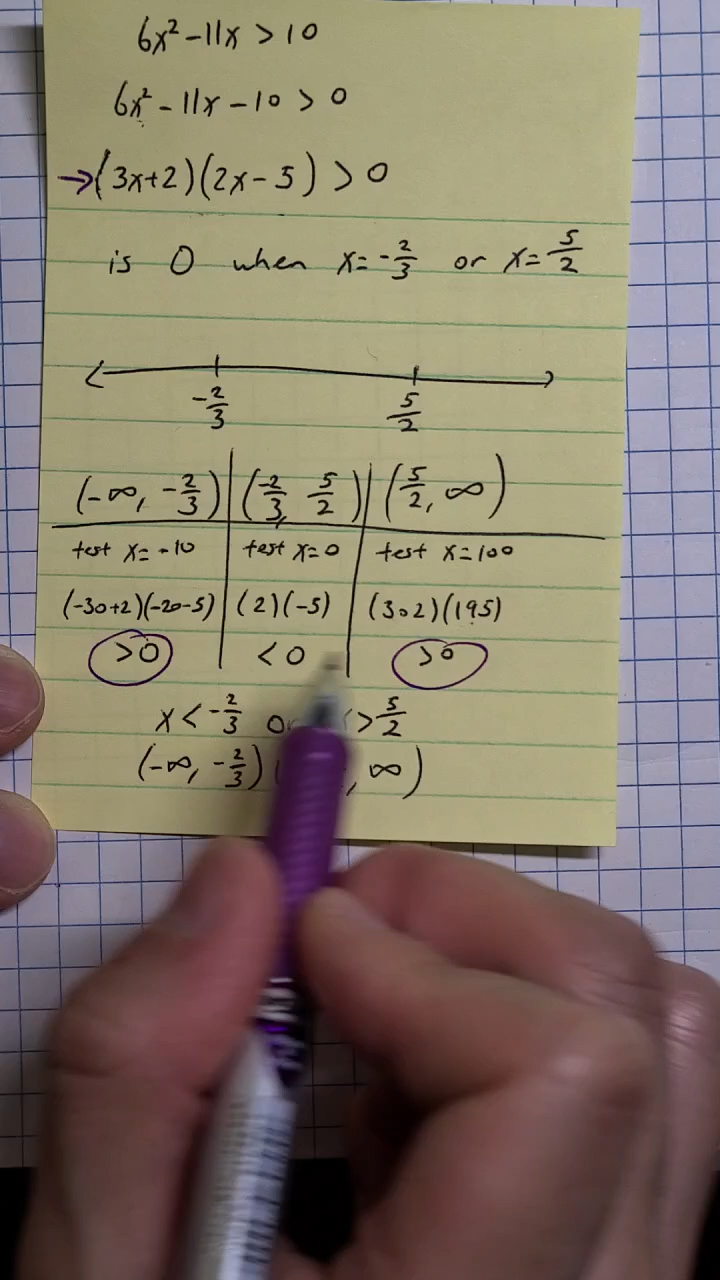 6x² - 11x > 10
6x² - 11x - 10 > 0
→(3x+2)(2x-5) > 0
is 0 when x = -2/3 or x = 5/2
-2/3 5/2
(-∞, -2/3) (-2/3, 5/2) (5/2, ∞)
test x = -10 test x=0 test x=100
(-30+2)(-20-5) (2)(-5) (302)(195)
>0 <0 >0
x < -2/3 > 5/2
(-∞, -2/3) , ∞)